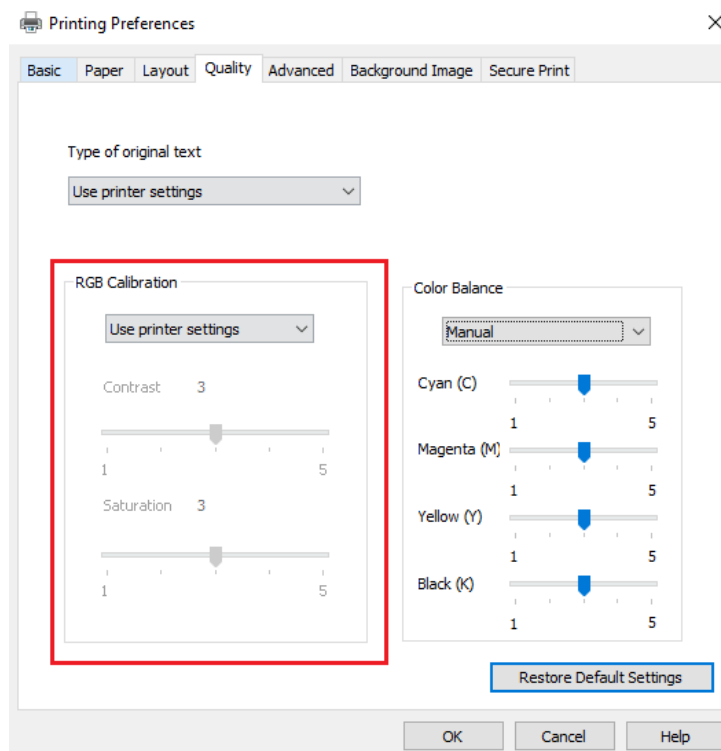 Printing Preferences
Basic Paper Layout Quality Advanced Background Image Secure Print
Type of original text
Use printer settings
RGB Calibration
Use printer settings
Contrast 3
1 5
Saturation 3
1 5
Color Balance
Manual
Cyan (C)
1 5
Magenta (M)
1 5
Yellow (Y)
1 5
Black (K)
1 5
Restore Default Settings
OK Cancel Help